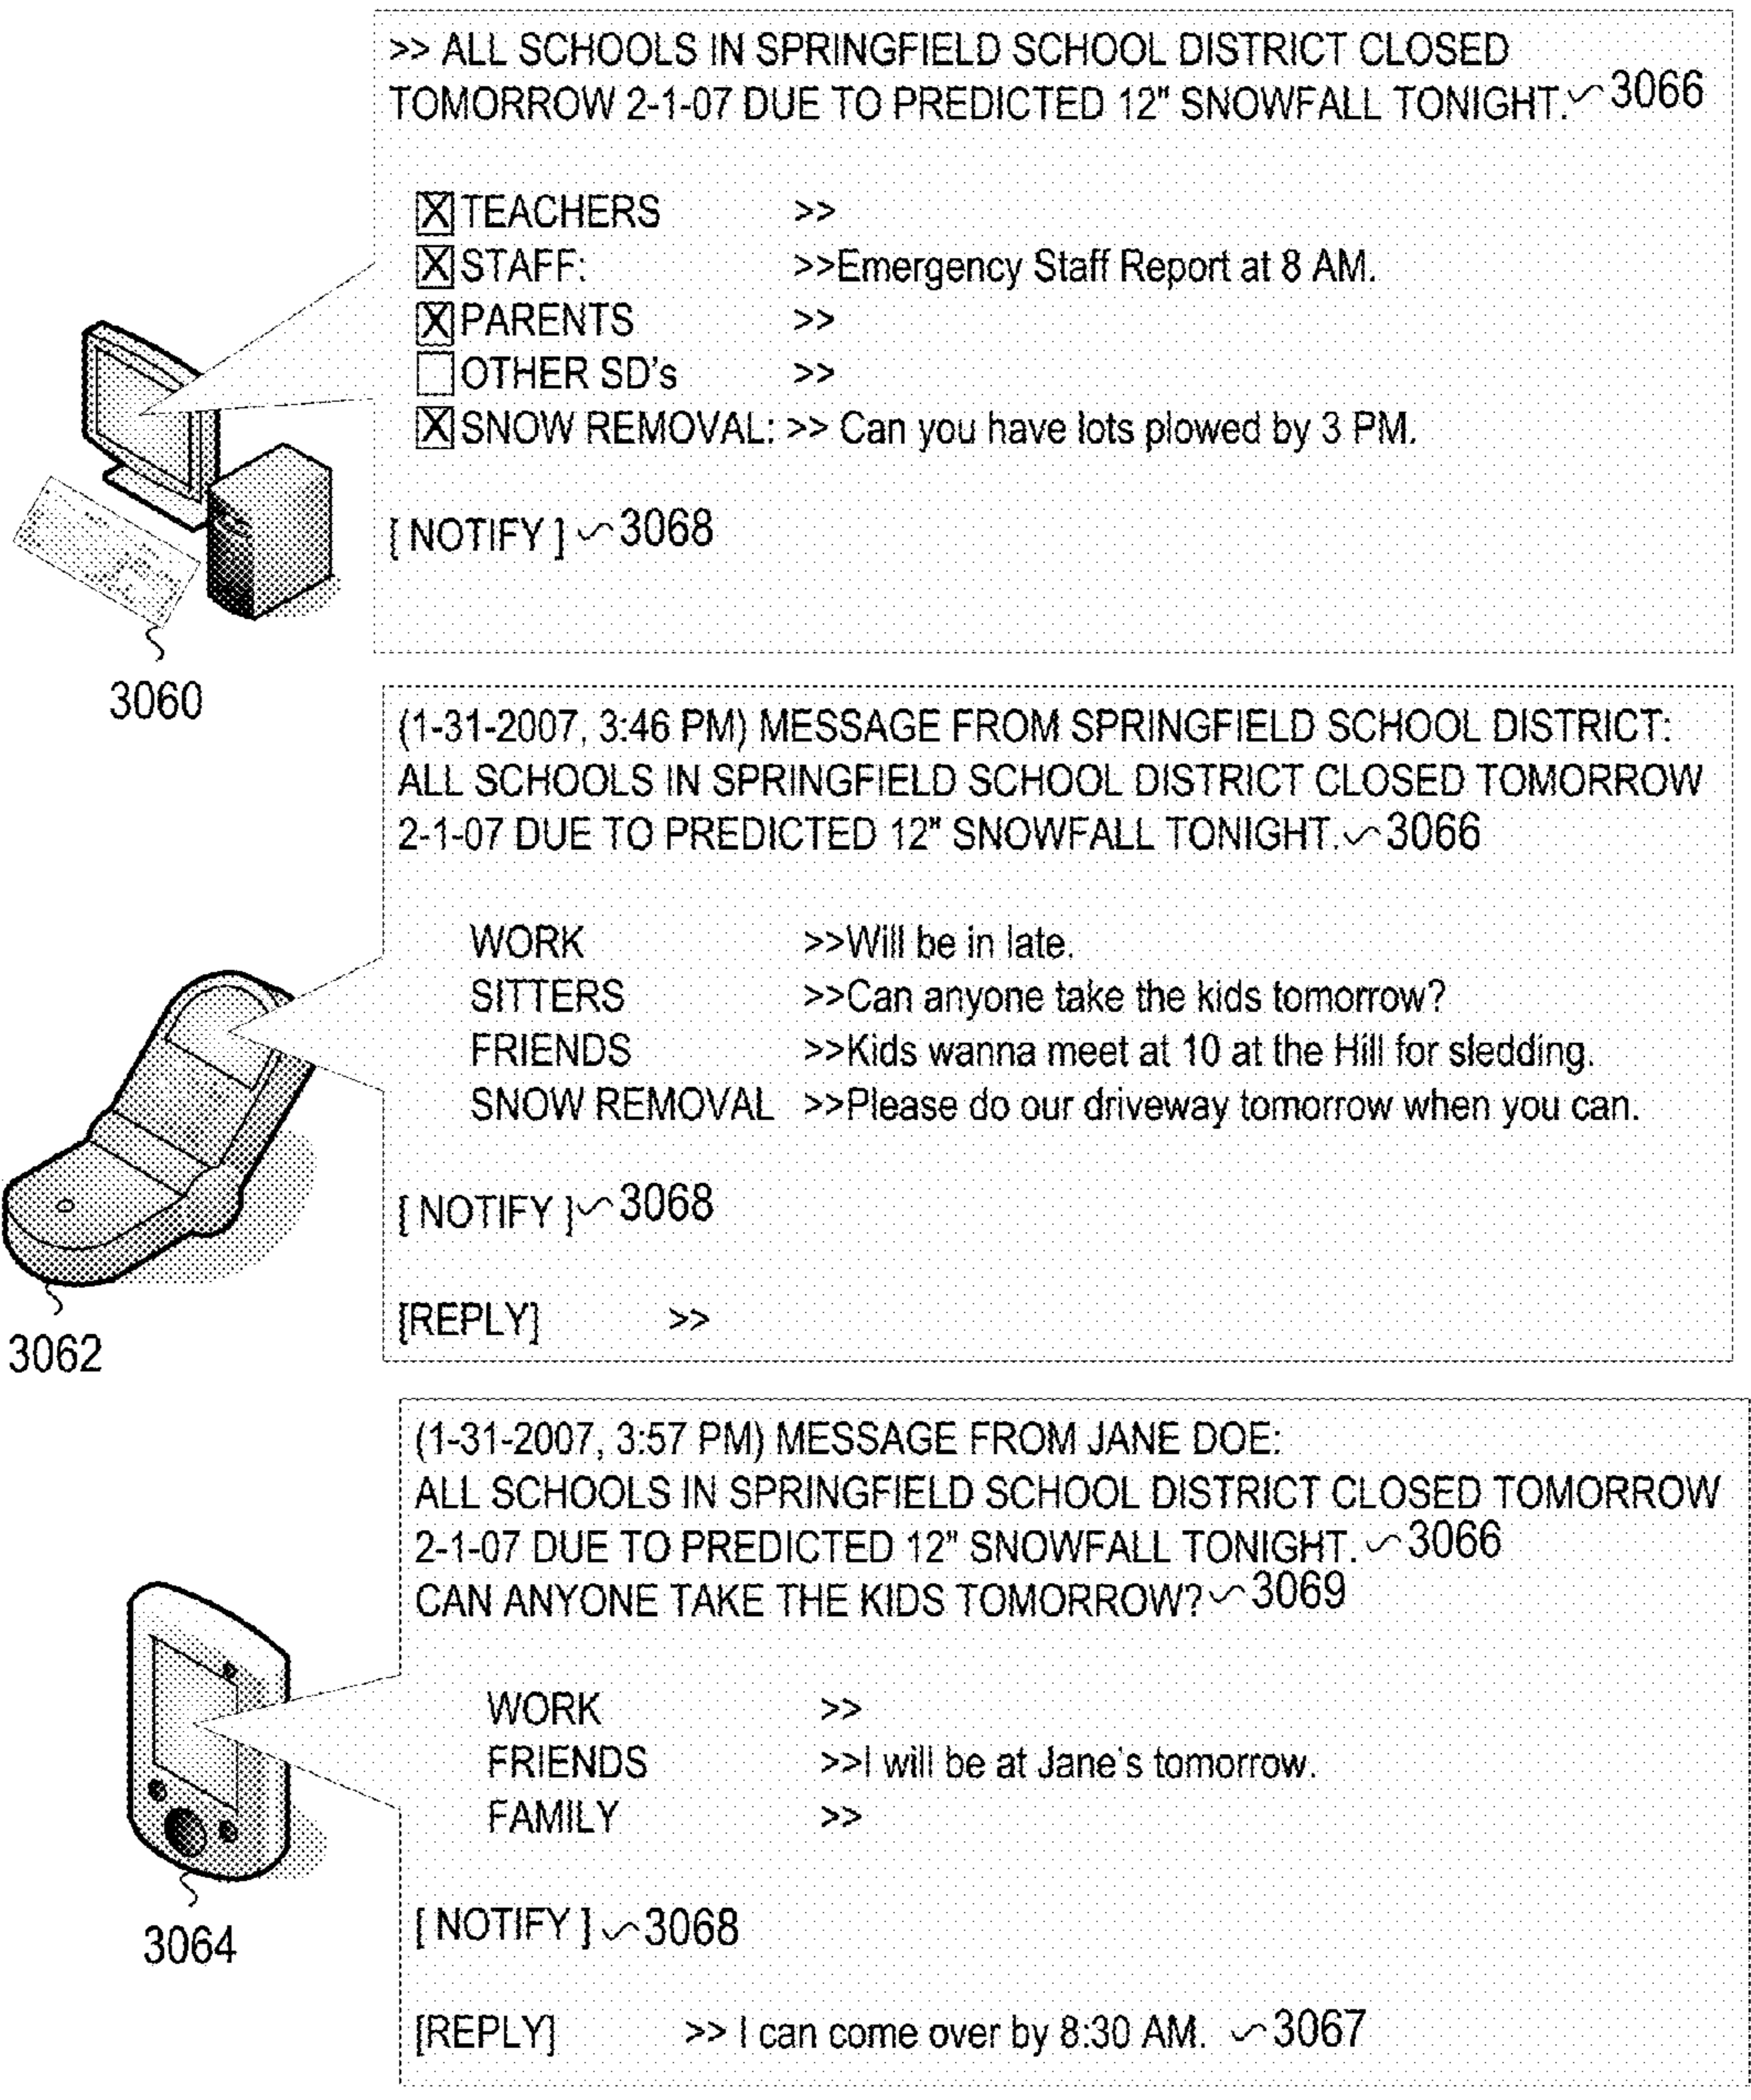 >> ALL SCHOOLS IN SPRINGFIELD SCHOOL DISTRICT CLOSED
TOMORROW 2-1-07 DUE TO PREDICTED 12" SNOWFALL TONIGHT. 3066
X TEACHERS >>
X STAFF: >>Emergency Staff Report at 8 AM.
X PARENTS >>
OTHER SD's >>
X SNOW REMOVAL: >> Can you have lots plowed by 3 PM.
[ NOTIFY ] 3068
3060
(1-31-2007, 3:46 PM) MESSAGE FROM SPRINGFIELD SCHOOL DISTRICT:
ALL SCHOOLS IN SPRINGFIELD SCHOOL DISTRICT CLOSED TOMORROW
2-1-07 DUE TO PREDICTED 12" SNOWFALL TONIGHT. 3066
WORK >>Will be in late.
SITTERS >>Can anyone take the kids tomorrow?
FRIENDS >>Kids wanna meet at 10 at the Hill for sledding.
SNOW REMOVAL >>Please do our driveway tomorrow when you can.
[ NOTIFY ] 3068
[REPLY] >>
3062
(1-31-2007, 3:57 PM) MESSAGE FROM JANE DOE:
ALL SCHOOLS IN SPRINGFIELD SCHOOL DISTRICT CLOSED TOMORROW
2-1-07 DUE TO PREDICTED 12" SNOWFALL TONIGHT. 3066
CAN ANYONE TAKE THE KIDS TOMORROW? 3069
WORK >>
FRIENDS >>I will be at Jane's tomorrow.
FAMILY >>
[ NOTIFY ] 3068
3064
[REPLY] >> I can come over by 8:30 AM. 3067